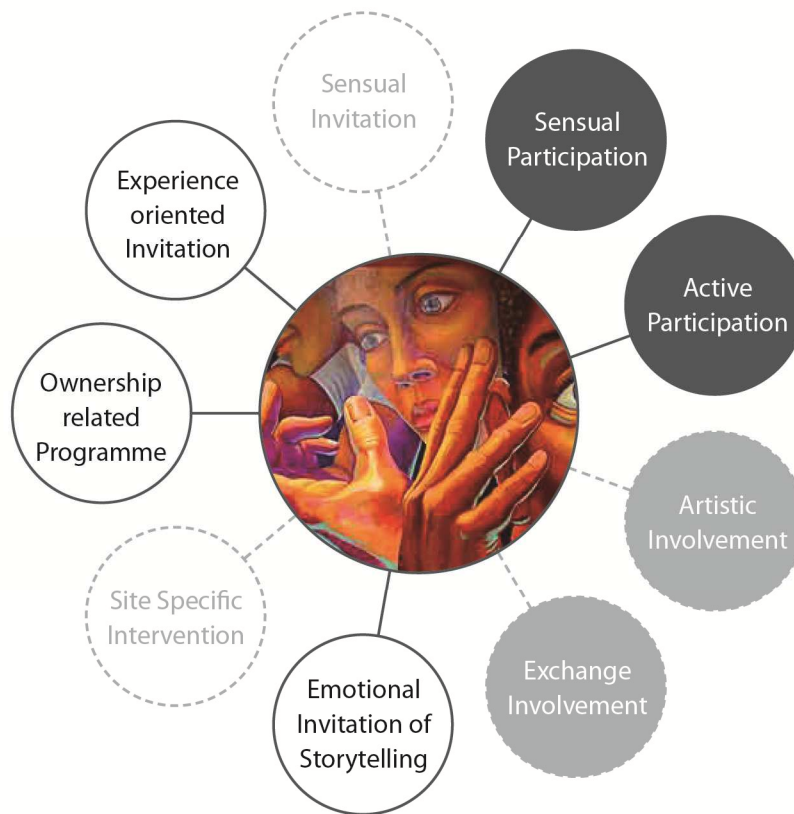 Sensual
Invitation
Sensual
Participation
Experience
oriented
Invitation
Active
Participation
Ownership
related
Programme
Artistic
Involvement
Site Specific
Intervention
Exchange
Involvement
Emotional
Invitation of
Storytelling